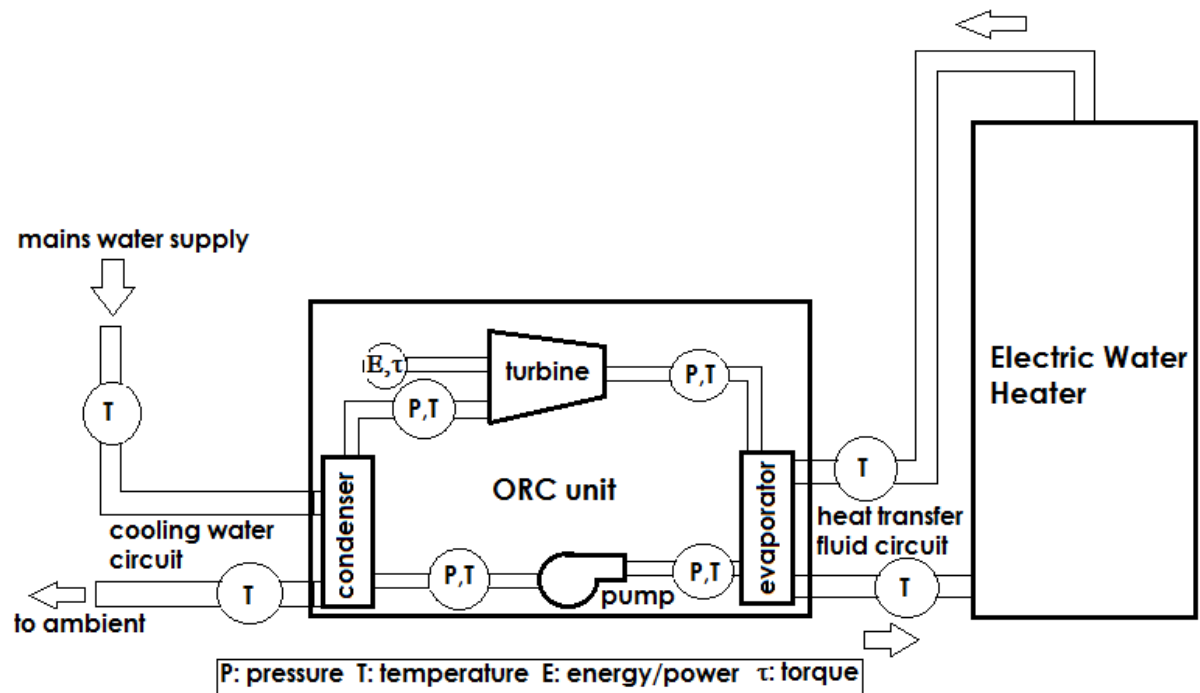 mains water supply
T
cooling water
circuit
T
to ambient
condenser
E,τ
P,T
turbine
P,T
ORC unit
P,T
pump
P,T
evaporator
T
heat transfer
fluid circuit
T
Electric Water
Heater
P: pressure T: temperature E: energy/power τ: torque